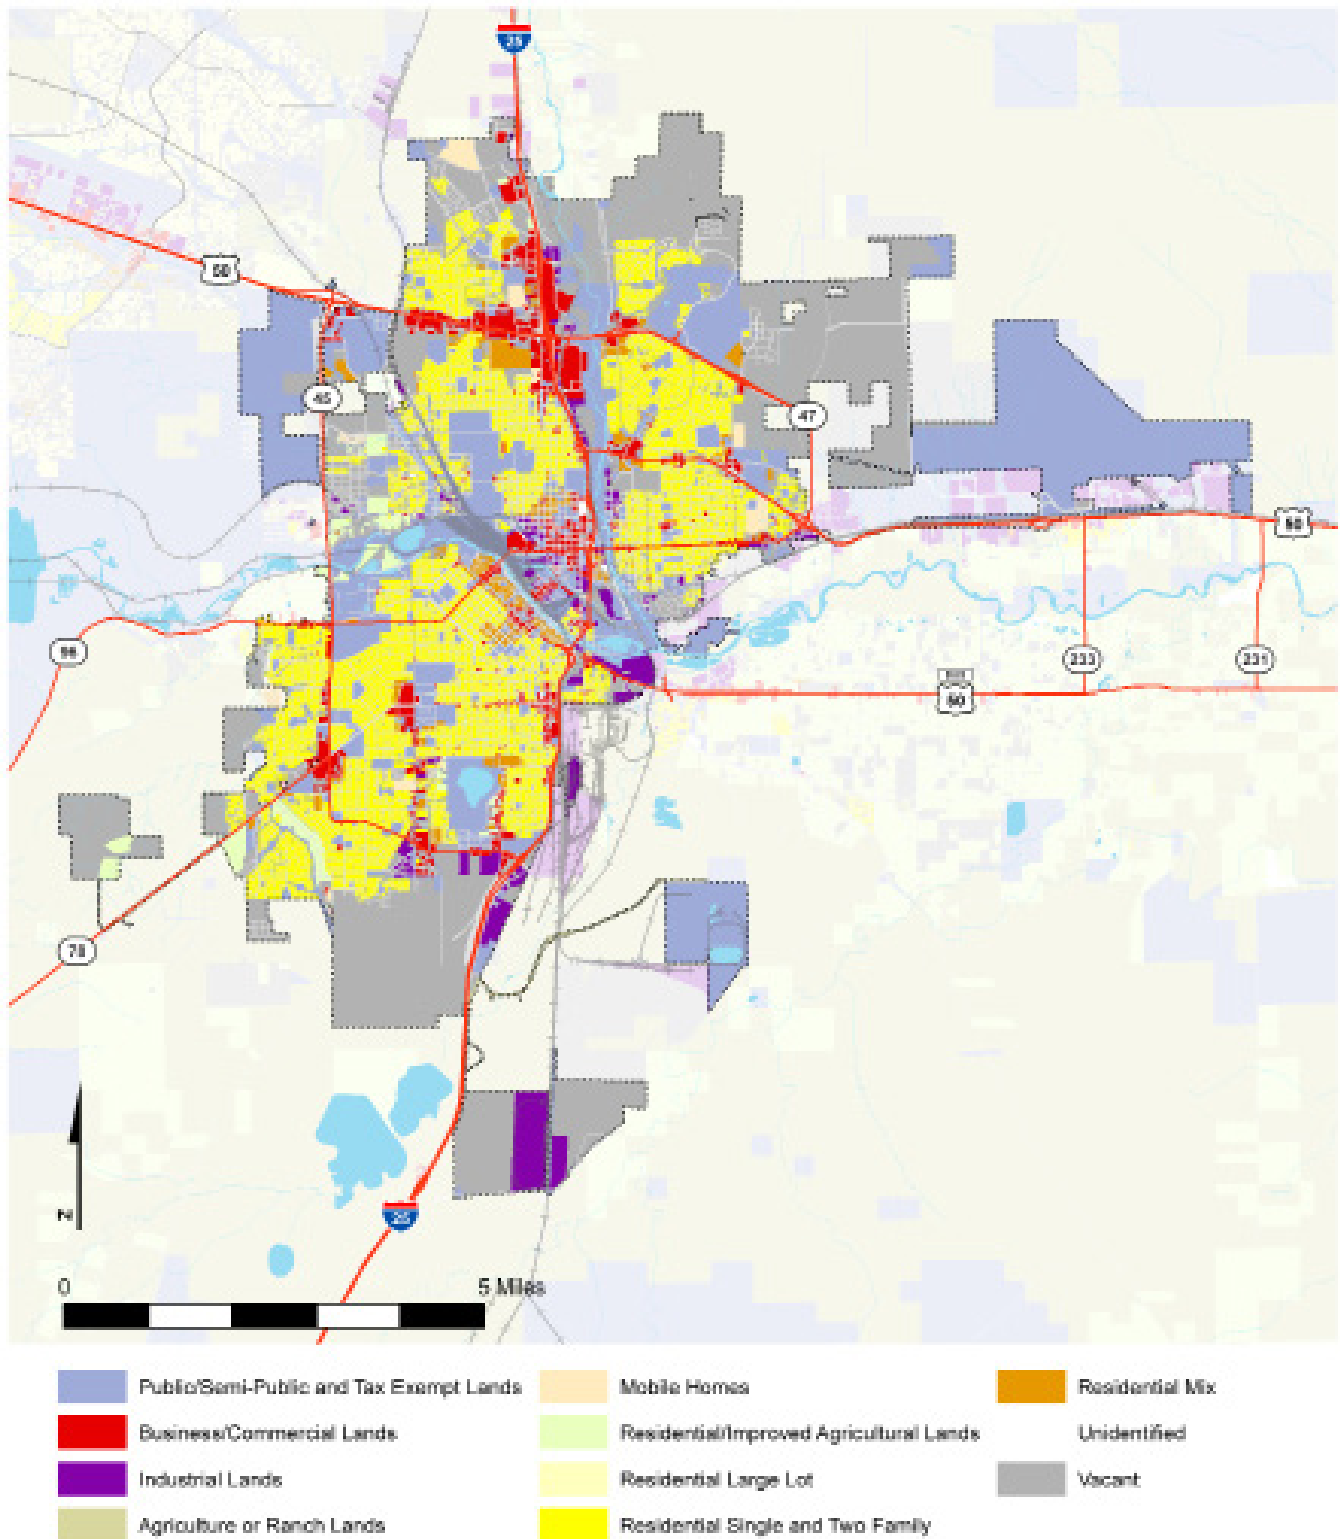 25
50
45
47
50
96
233
231
50
78
N
25
0
5 Miles
Public/Semi-Public and Tax Exempt Lands
Mobile Homes
Residential Mix
Business/Commercial Lands
Residential/Improved Agricultural Lands
Unidentified
Industrial Lands
Residential Large Lot
Vacant
Agriculture or Ranch Lands
Residential Single and Two Family